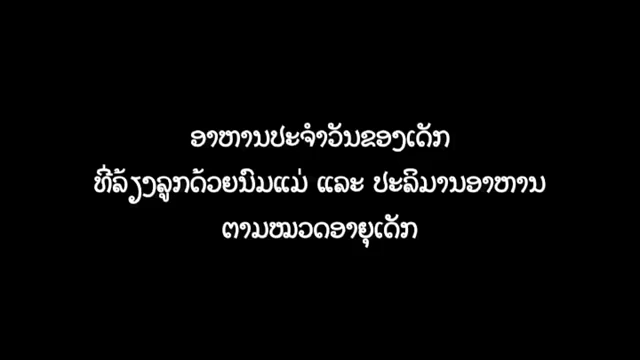 ອາຫານປະຈຳວັນຂອງເດັກ
ທີ່ລ້ຽງລູກດ້ວຍນົມແມ່ ແລະ ປະລິມານອາຫານ
ຕາມໝວດອາຍຸເດັກ